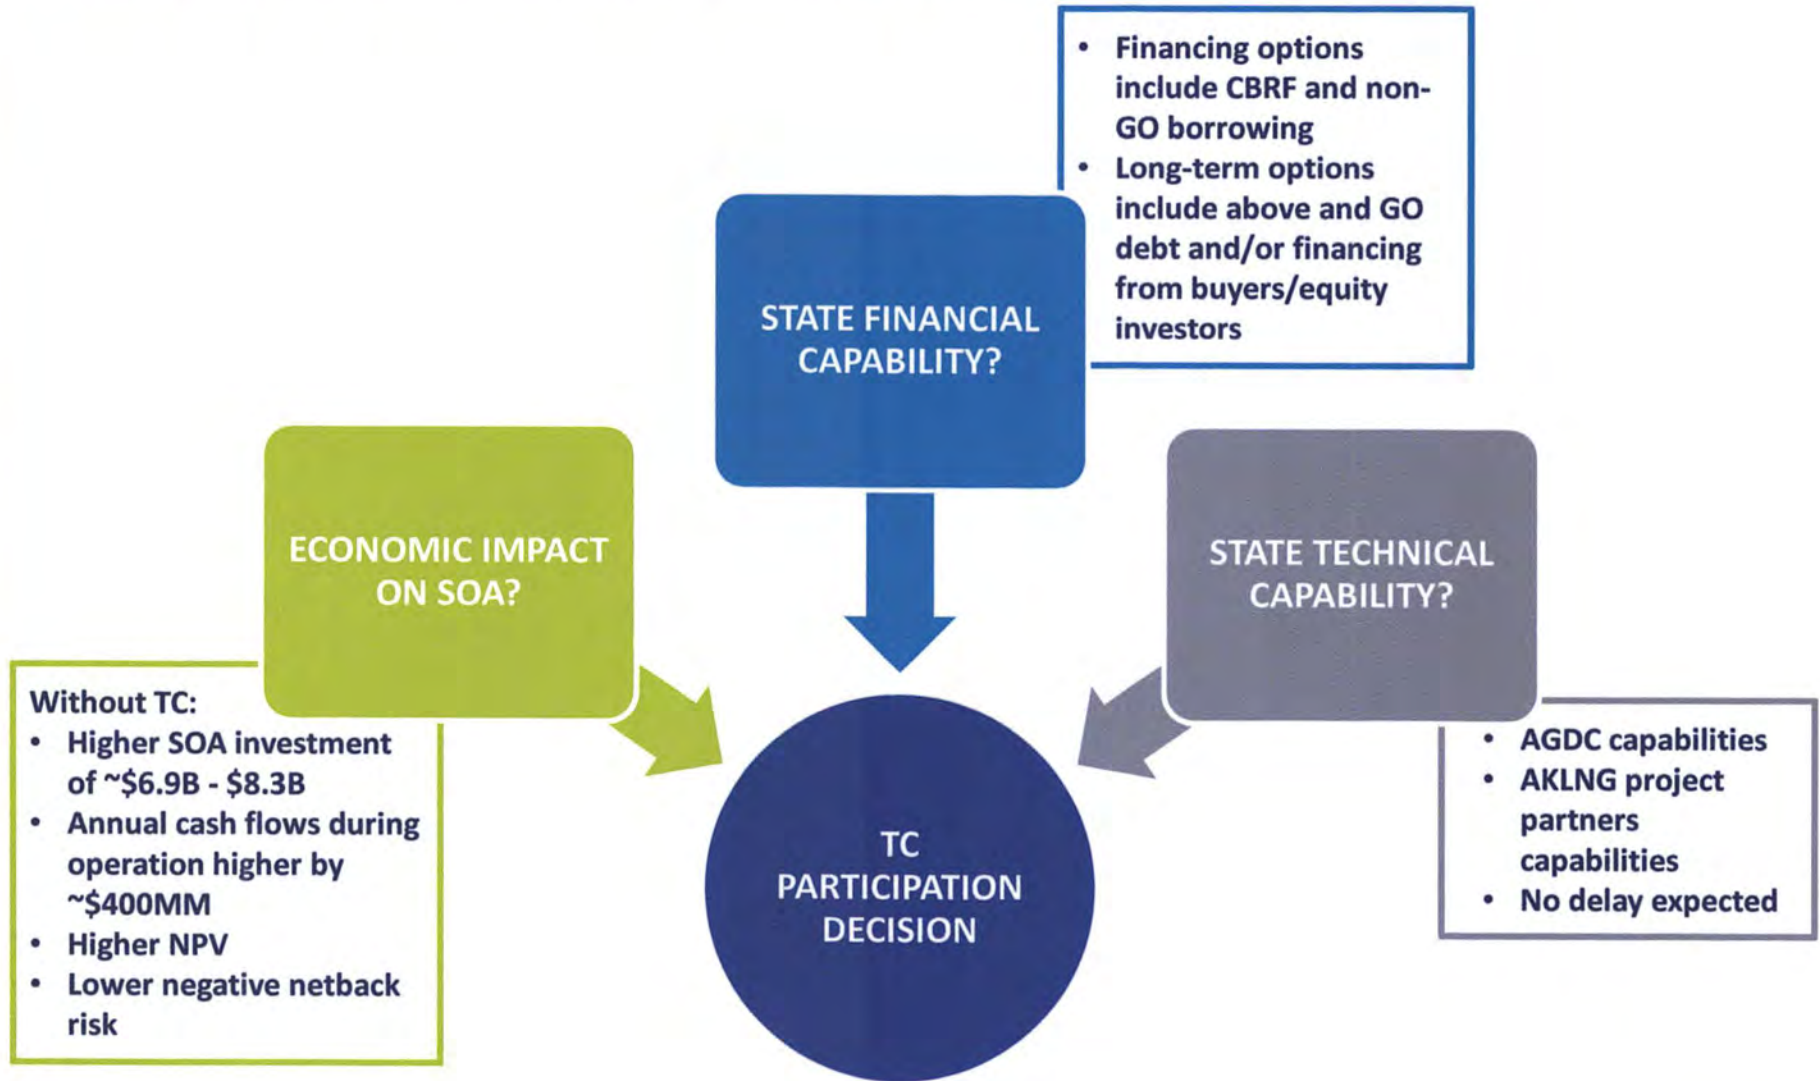 • Financing options
include CBRF and non-
GO borrowing
• Long-term options
include above and GO
debt and/or financing
from buyers/equity
investors
STATE FINANCIAL
CAPABILITY?
ECONOMIC IMPACT
ON SOA?
STATE TECHNICAL
CAPABILITY?
Without TC:
• Higher SOA investment
of ~$6.9B - $8.3B
• Annual cash flows during
operation higher by
~$400MM
• Higher NPV
• Lower negative netback
risk
TC
PARTICIPATION
DECISION
• AGDC capabilities
• AKLNG project
partners
capabilities
• No delay expected